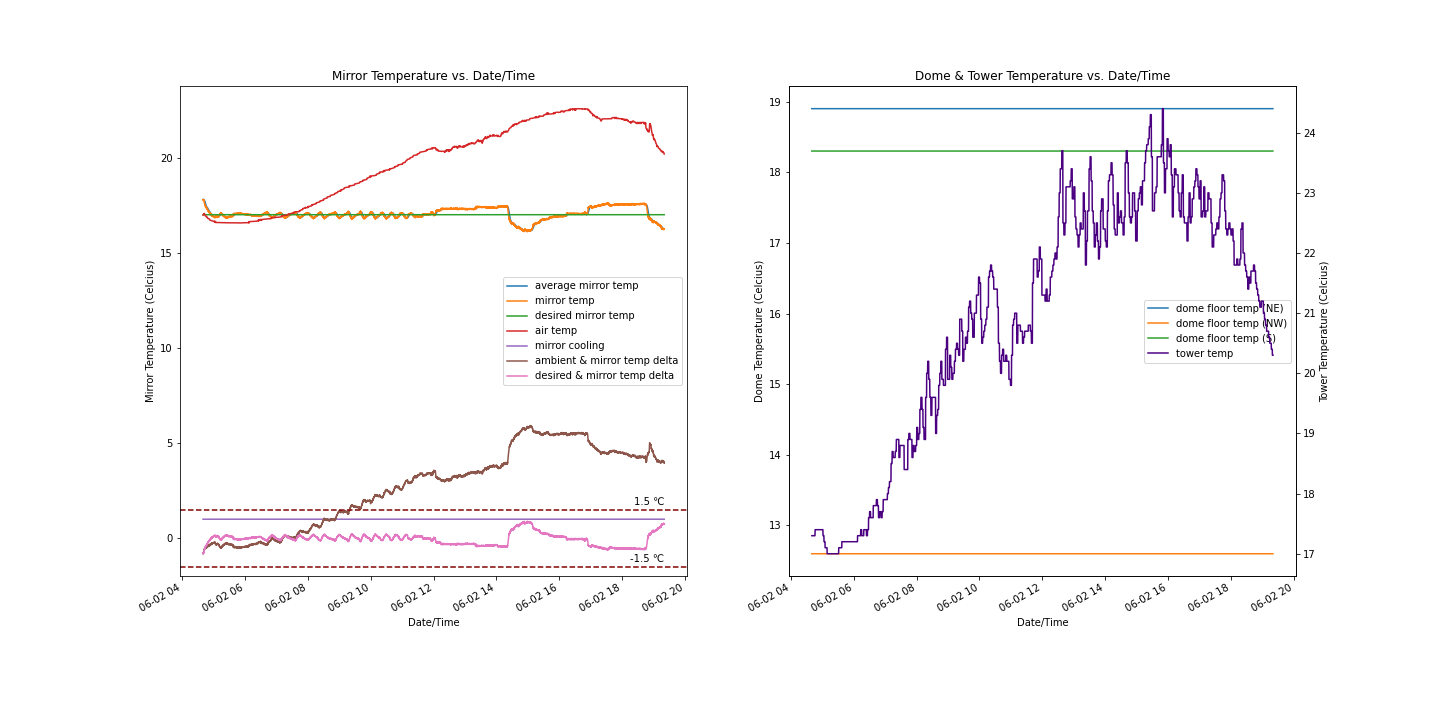 Mirror Temperature vs. Date/Time
Mirror Temperature (Celcius)
20
15
10
5
0
average mirror temp
mirror temp
desired mirror temp
air temp
mirror cooling
ambient & mirror temp delta
desired & mirror temp delta
1.5 °C
-1.5 °C
06-02 04
06-02 06
06-02 08
06-02 10
06-02 12
06-02 14
06-02 16
06-02 18
06-02 20
Date/Time
Dome & Tower Temperature vs. Date/Time
Dome Temperature (Celcius)
19
18
17
16
15
14
13
dome floor temp (NE)
dome floor temp (NW)
dome floor temp (S)
tower temp
24
23
22
21
20
19
18
17
Tower Temperature (Celcius)
06-02 04
06-02 06
06-02 08
06-02 10
06-02 12
06-02 14
06-02 16
06-02 18
06-02 20
Date/Time